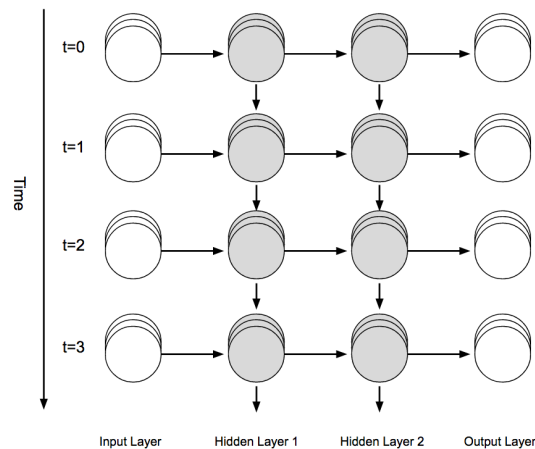 t=0
t=1
Time
t=2
t=3
Input Layer
Hidden Layer 1
Hidden Layer 2
Output Layer